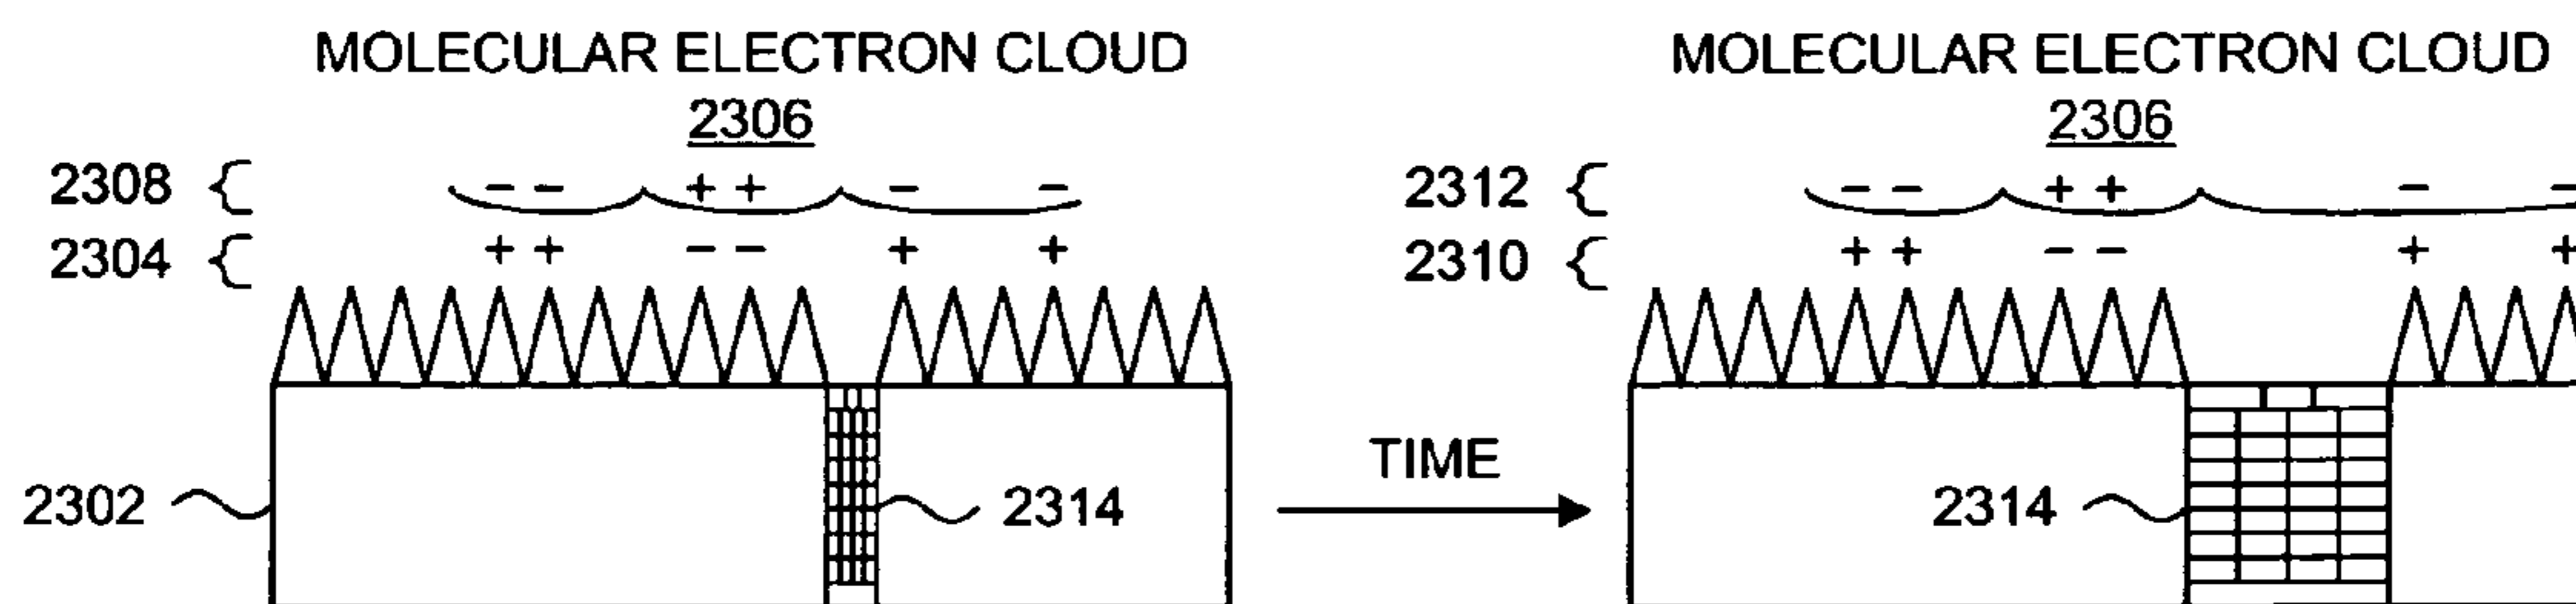 MOLECULAR ELECTRON CLOUD
2306
2308 { - - + + - -
2304 { + + - - + +
2302
2314
TIME
MOLECULAR ELECTRON CLOUD
2306
2312 { - - + + - -
2310 { + + - - + +
2314